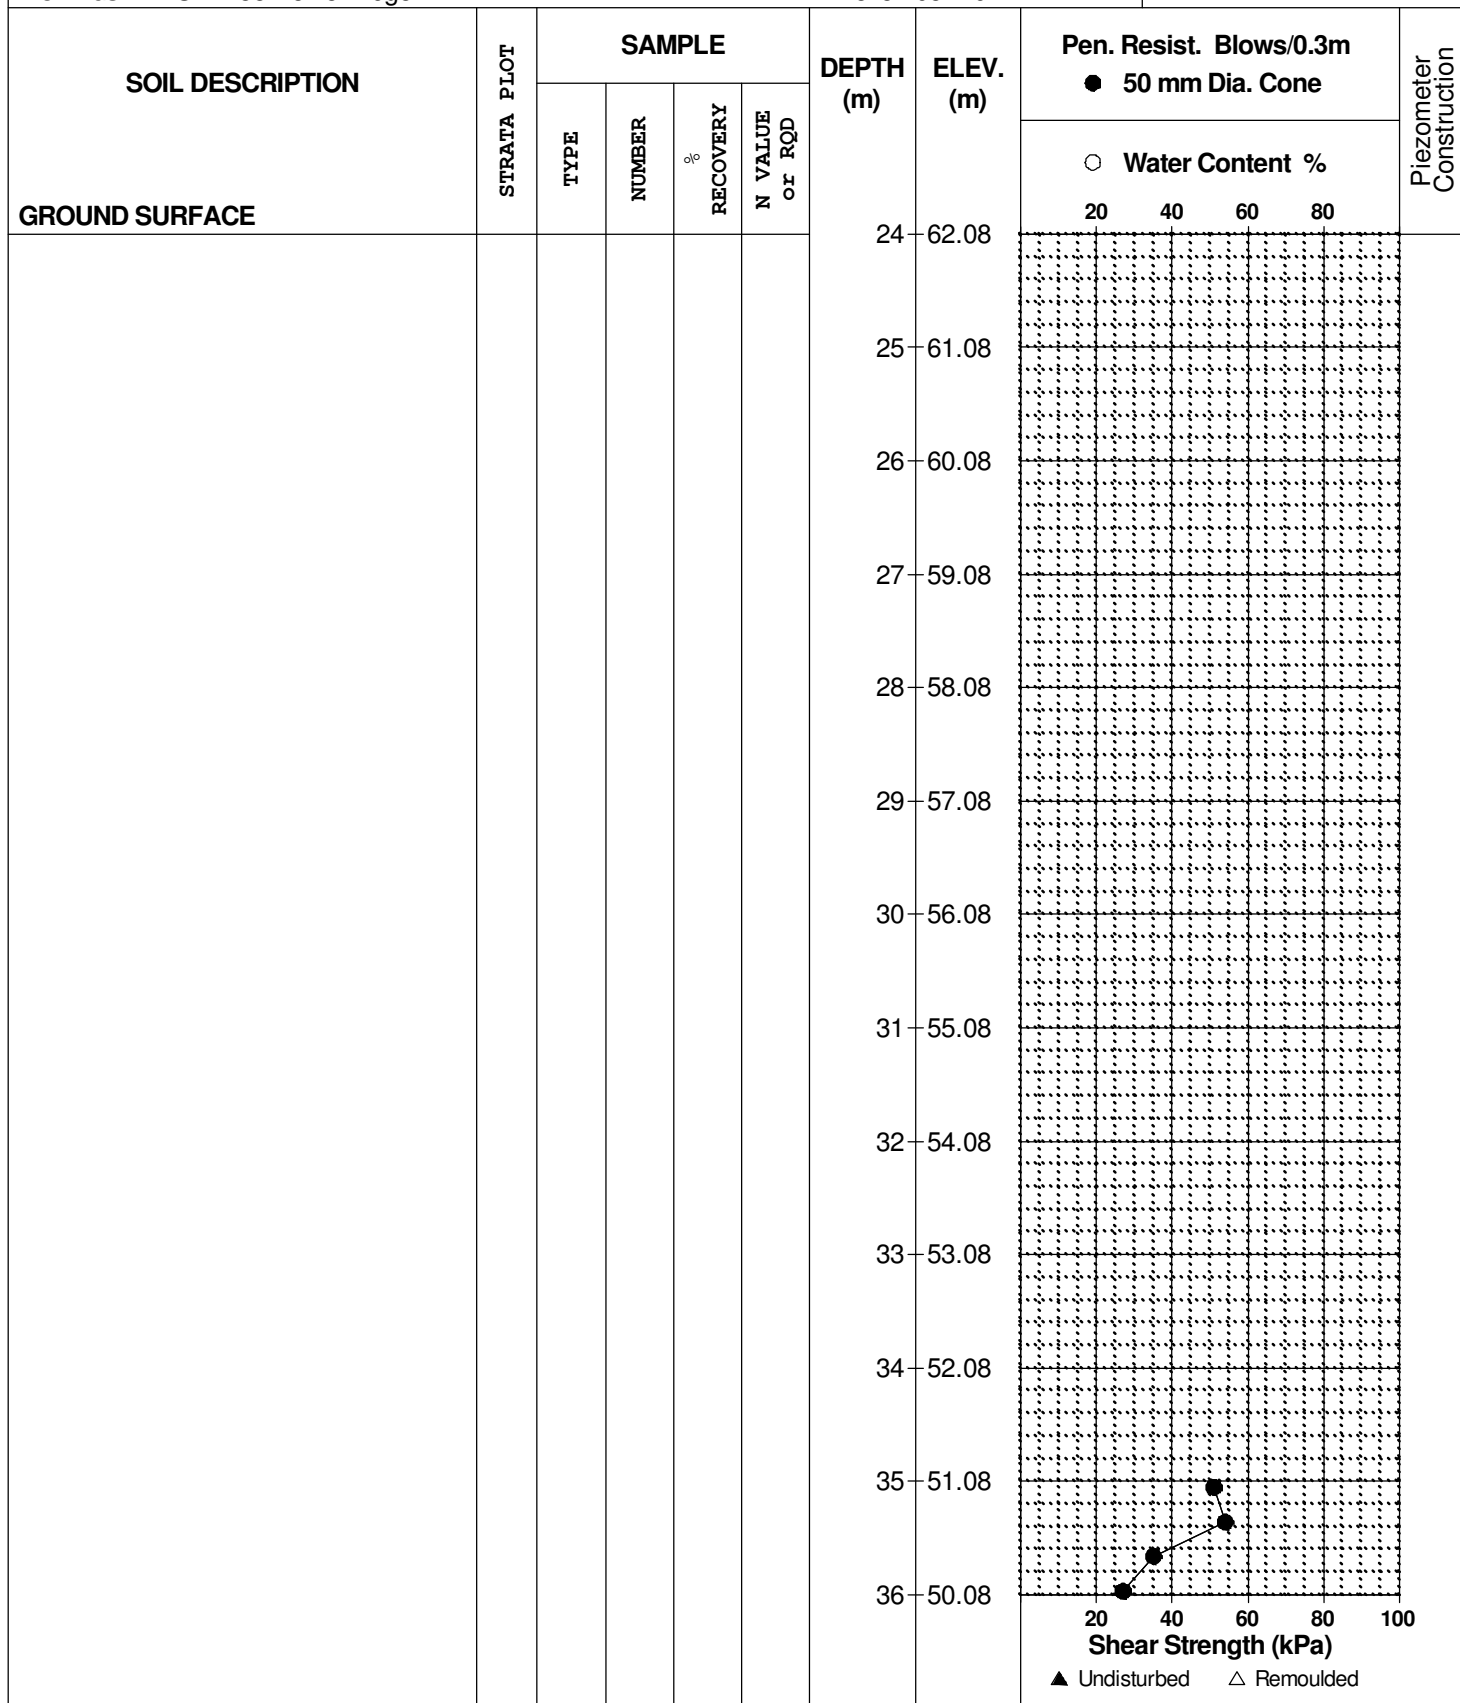 SOIL DESCRIPTION
GROUND SURFACE
STRATA PLOT
SAMPLE
TYPE
NUMBER
%
RECOVERY
N VALUE
or RQD
DEPTH
(m)
ELEV.
(m)
Pen. Resist. Blows/0.3m
● 50 mm Dia. Cone
○ Water Content %
20 40 60 80
Piezometer
Construction
24 62.08
25 61.08
26 60.08
27 59.08
28 58.08
29 57.08
30 56.08
31 55.08
32 54.08
33 53.08
34 52.08
35 51.08
36 50.08
20 40 60 80 100
Shear Strength (kPa)
▲ Undisturbed △ Remoulded